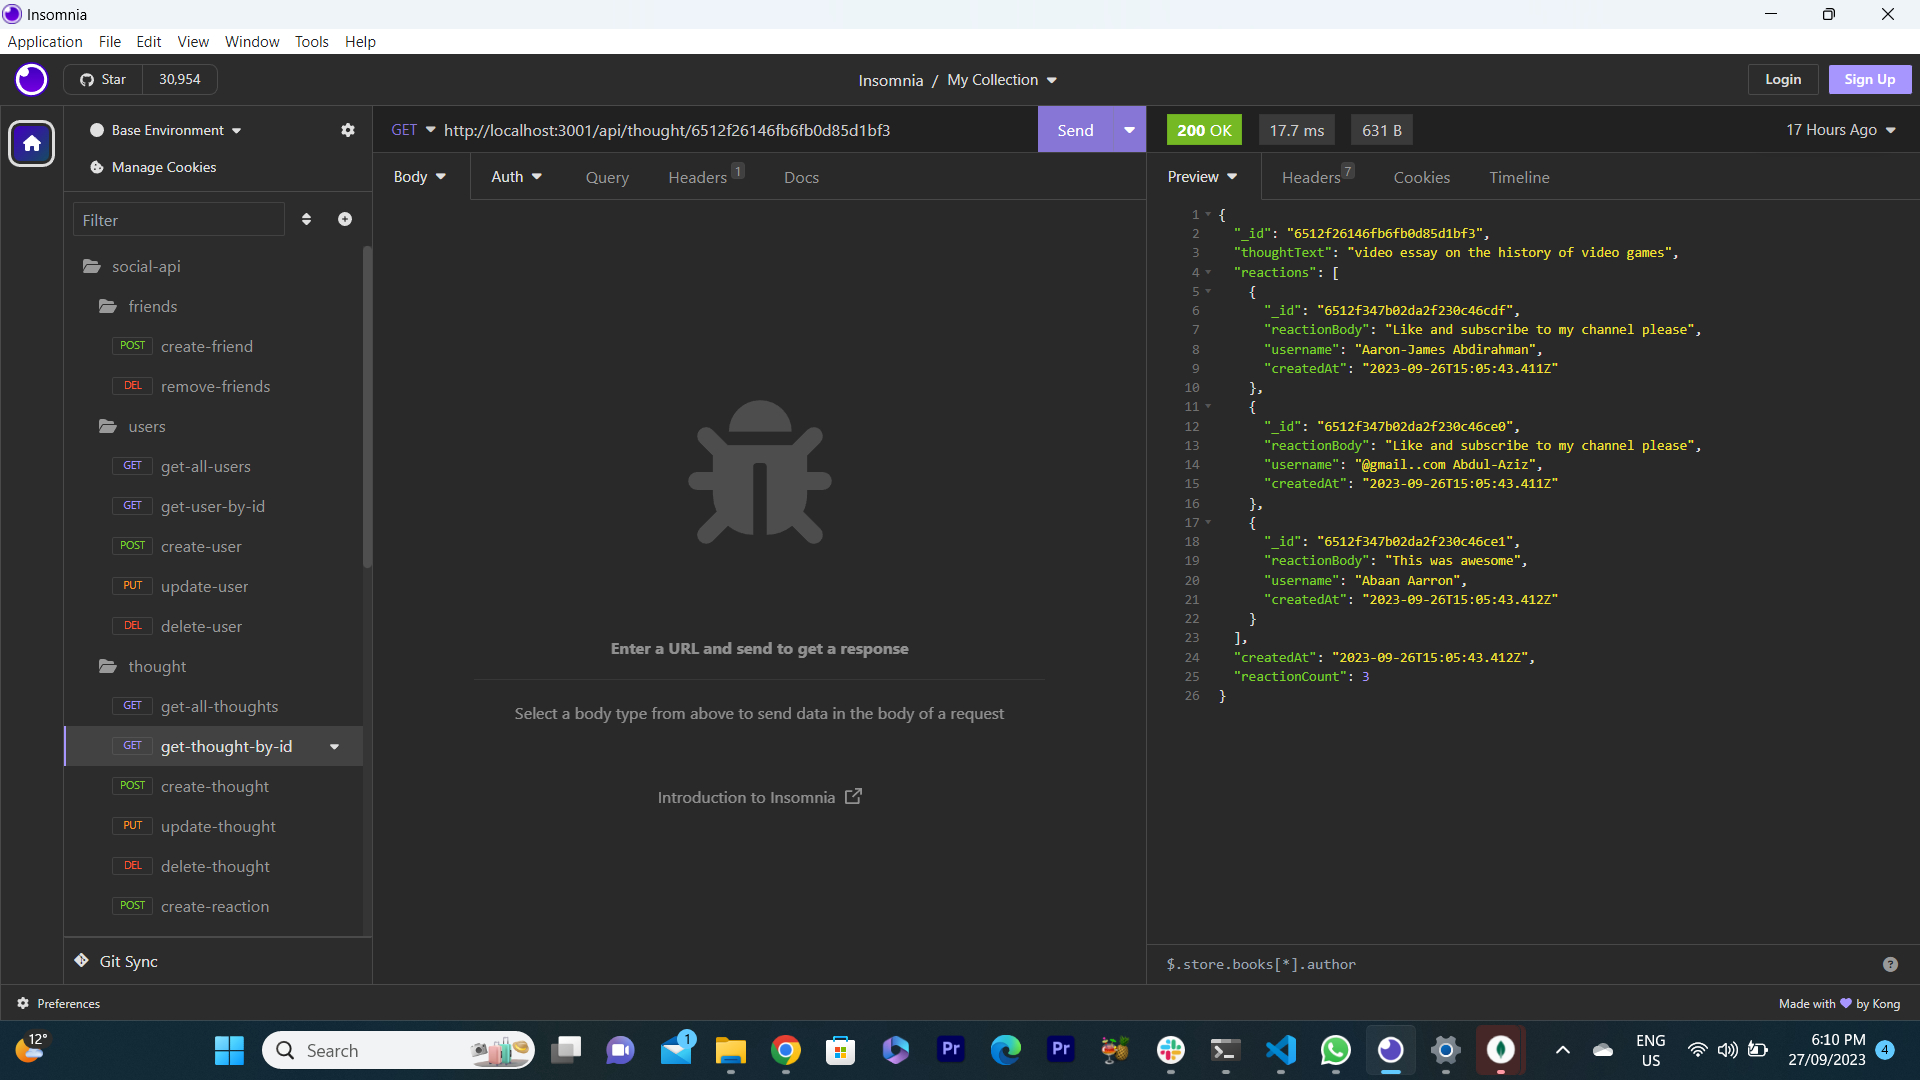 Insomnia
Application File Edit View Window Tools Help
Star 30,954
Insomnia / My Collection
Login Sign Up
Base Environment
Manage Cookies
Filter
social-api
friends
POST create-friend
DEL remove-friends
users
GET get-all-users
GET get-user-by-id
POST create-user
PUT update-user
DEL delete-user
thought
GET get-all-thoughts
GET get-thought-by-id
POST create-thought
PUT update-thought
DEL delete-thought
POST create-reaction
Git Sync
GET http://localhost:3001/api/thought/6512f26146fb6fb0d85d1bf3 Send
Body Auth Query Headers 1 Docs
Enter a URL and send to get a response
Select a body type from above to send data in the body of a request
Introduction to Insomnia
200 OK 17.7 ms 631 B 17 Hours Ago
Preview Headers 7 Cookies Timeline
1 {
2 "_id": "6512f26146fb6fb0d85d1bf3",
3 "thoughtText": "video essay on the history of video games",
4 "reactions": [
5 {
6 "_id": "6512f347b02da2f230c46cdf",
7 "reactionBody": "Like and subscribe to my channel please",
8 "username": "Aaron-James Abdirahman",
9 "createdAt": "2023-09-26T15:05:43.411Z"
10 },
11 {
12 "_id": "6512f347b02da2f230c46ce0",
13 "reactionBody": "Like and subscribe to my channel please",
14 "username": "@gmail..com Abdul-Aziz",
15 "createdAt": "2023-09-26T15:05:43.411Z"
16 },
17 {
18 "_id": "6512f347b02da2f230c46ce1",
19 "reactionBody": "This was awesome",
20 "username": "Abaan Aarron",
21 "createdAt": "2023-09-26T15:05:43.412Z"
22 }
23 ],
24 "createdAt": "2023-09-26T15:05:43.412Z",
25 "reactionCount": 3
26 }
$.store.books[*].author ?
Preferences
Made with by Kong
12°
Search
1
Pr
Pr
ENG
US
6:10 PM
27/09/2023
4